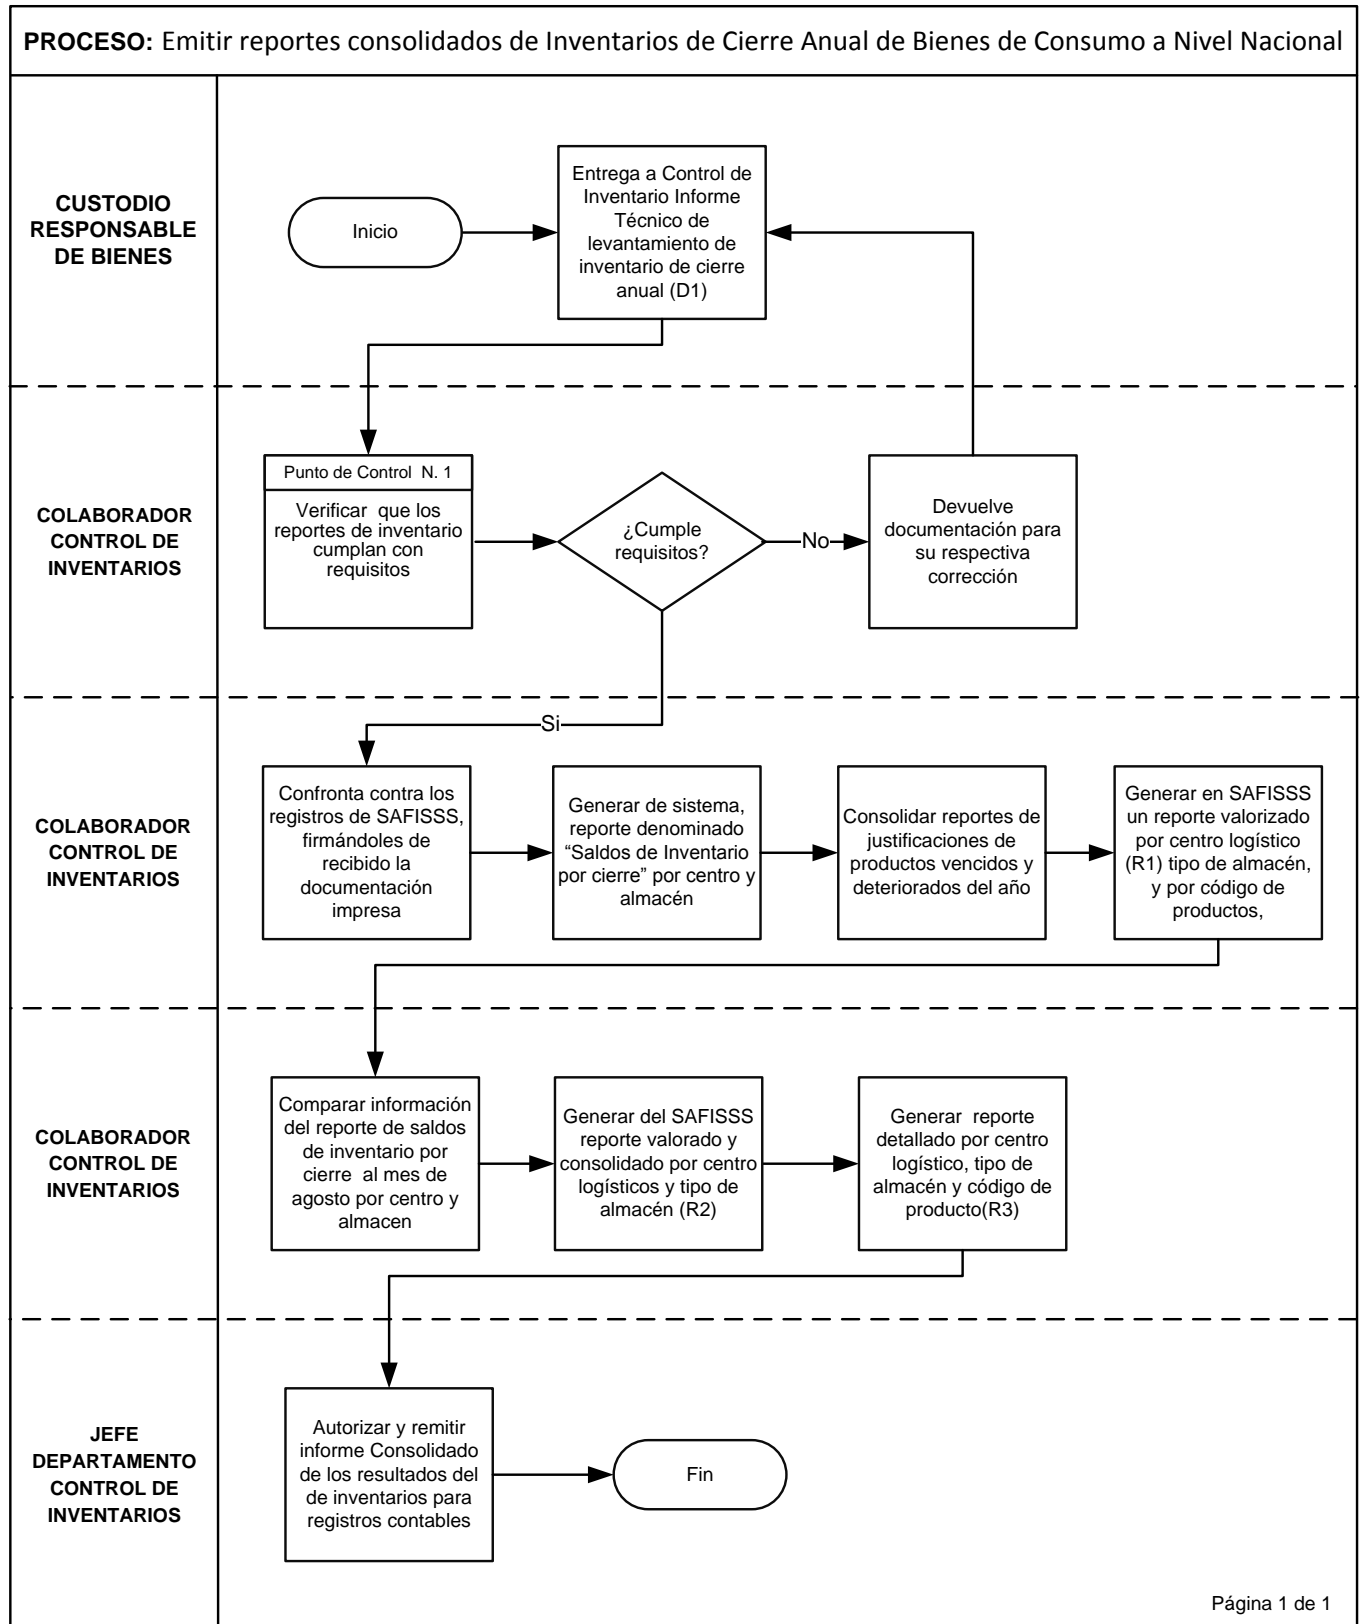 PROCESO: Emitir reportes consolidados de Inventarios de Cierre Anual de Bienes de Consumo a Nivel Nacional
CUSTODIO
RESPONSABLE
DE BIENES
Inicio
Entrega a Control de
Inventario Informe
Técnico de
levantamiento de
inventario de cierre
anual (D1)
COLABORADOR
CONTROL DE
INVENTARIOS
Punto de Control  N. 1
Verificar  que los
reportes de inventario
cumplan con
requisitos
¿Cumple
requisitos?
No
Devuelve
documentación para
su respectiva
corrección
Si
COLABORADOR
CONTROL DE
INVENTARIOS
Confronta contra los
registros de SAFISSS,
firmándoles de
recibido la
documentación
impresa
Generar de sistema,
reporte denominado
“Saldos de Inventario
por cierre” por centro y
almacén
Consolidar reportes de
justificaciones de
productos vencidos y
deteriorados del año
Generar en SAFISSS
un reporte valorizado
por centro logístico
(R1) tipo de almacén,
y por código de
productos,
COLABORADOR
CONTROL DE
INVENTARIOS
Comparar información
del reporte de saldos
de inventario por
cierre  al mes de
agosto por centro y
almacen
Generar del SAFISSS
reporte valorado y
consolidado por centro
logísticos y tipo de
almacén (R2)
Generar  reporte
detallado por centro
logístico, tipo de
almacén y código de
producto(R3)
JEFE
DEPARTAMENTO
CONTROL DE
INVENTARIOS
Autorizar y remitir
informe Consolidado
de los resultados del
de inventarios para
registros contables
Fin
Página 1 de 1